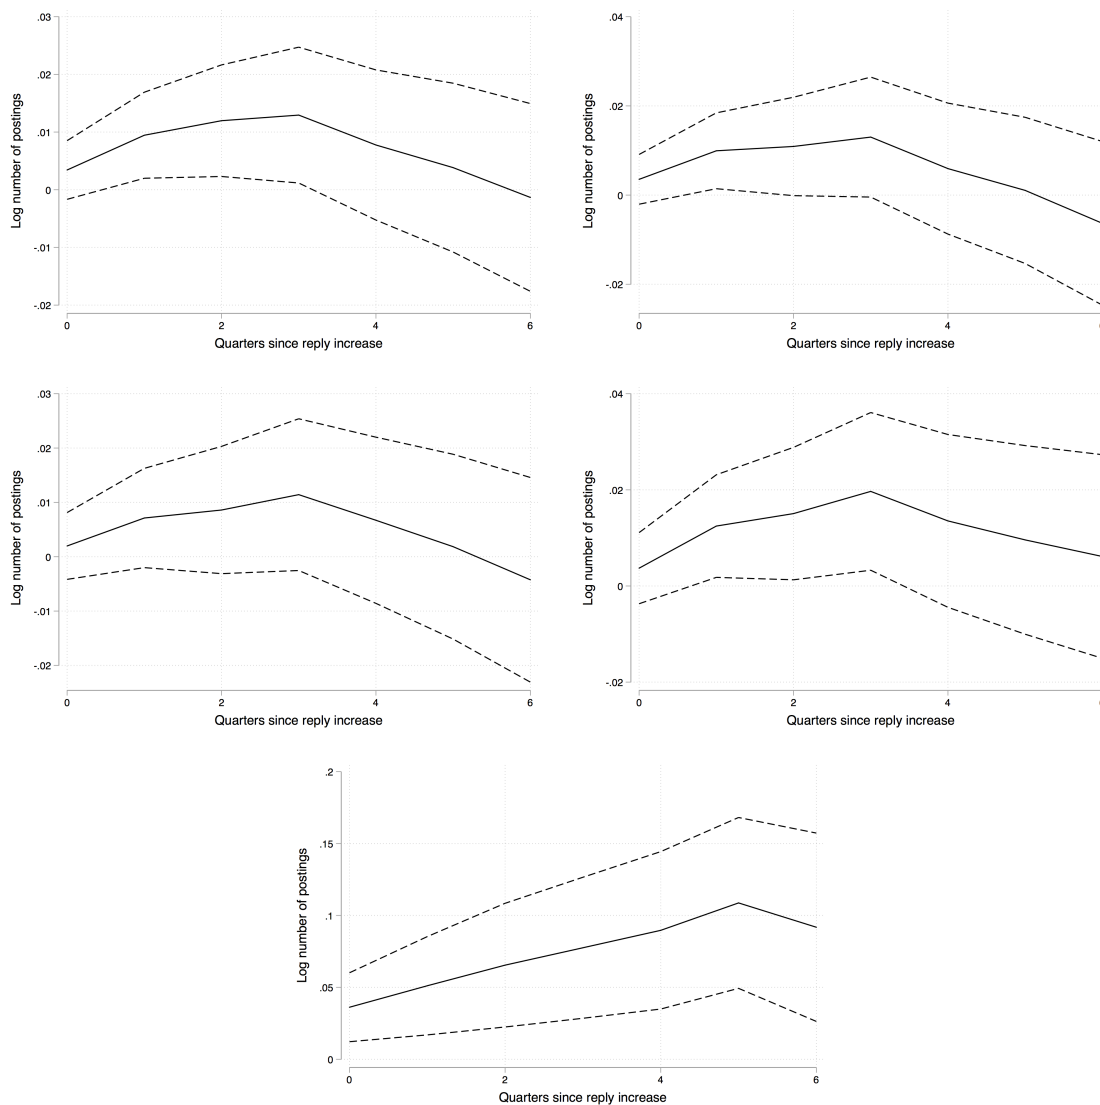 .03
.02
.01
0
-.01
-.02
Log number of postings
0 2 4 6
Quarters since reply increase
.04
.02
0
-.02
Log number of postings
0 2 4
Quarters since reply increase
.03
.02
.01
0
-.01
-.02
Log number of postings
0 2 4 6
Quarters since reply increase
.04
.02
0
-.02
Log number of postings
0 2 4
Quarters since reply increase
.2
.15
.1
.05
0
Log number of postings
0 2 4 6
Quarters since reply increase